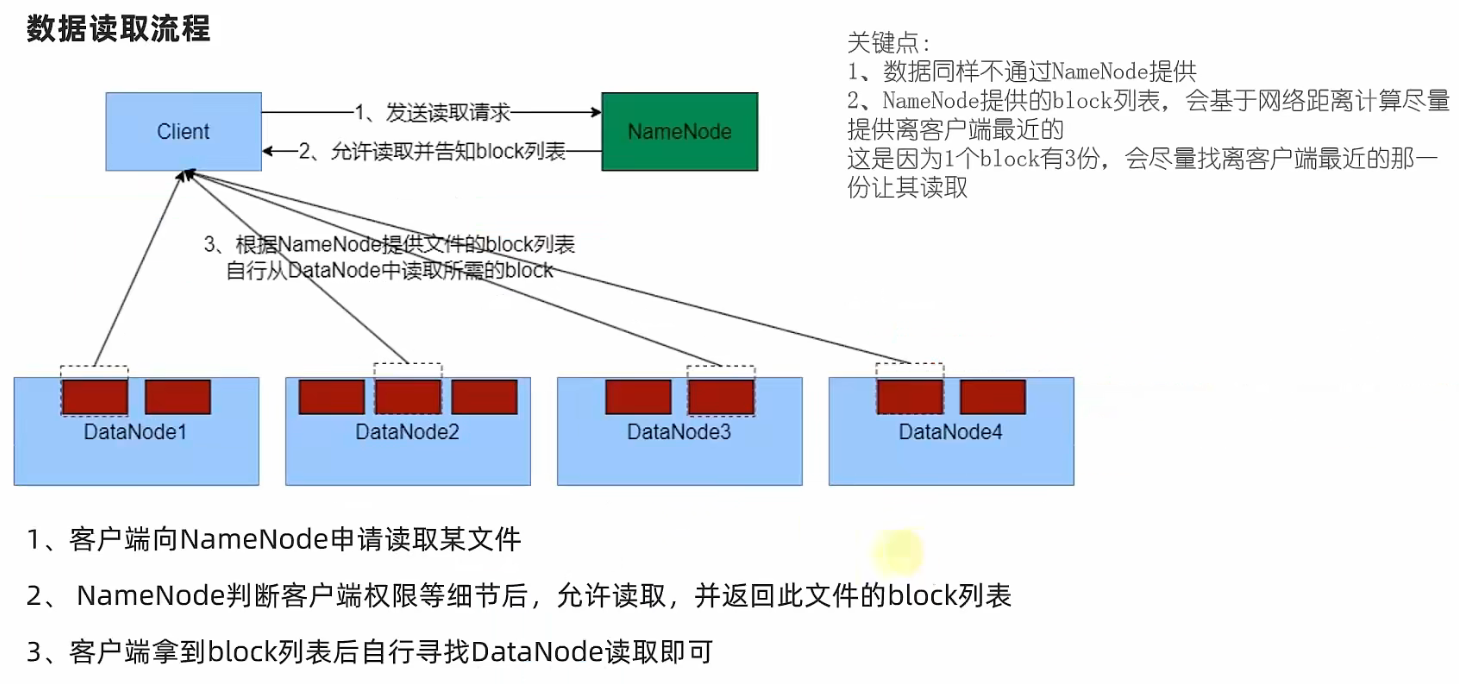 数据读取流程
关键点：
1、数据同样不通过NameNode提供
2、NameNode提供的block列表，会基于网络距离计算尽量
提供离客户端最近的
这是因为1个block有3份，会尽量找离客户端最近的那一
份让其读取
Client
1、发送读取请求
NameNode
2、允许读取并告知block列表
3、根据NameNode提供文件的block列表
自行从DataNode中读取所需的block
DataNode1
DataNode2
DataNode3
DataNode4
1、客户端向NameNode申请读取某文件
2、 NameNode判断客户端权限等细节后，允许读取，并返回此文件的block列表
3、客户端拿到block列表后自行寻找DataNode读取即可